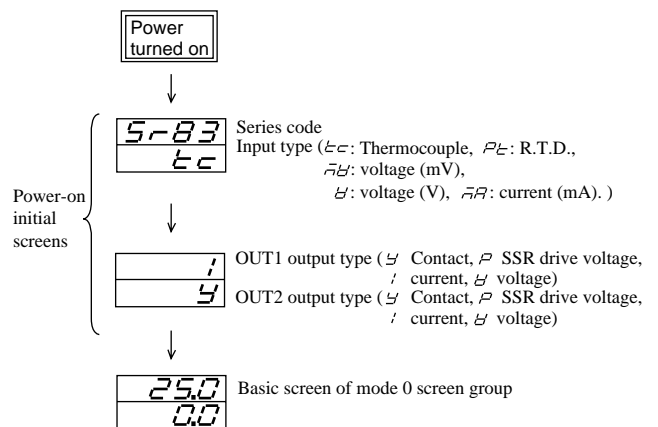 Power
turned on
Sr83
tc
Series code
Input type (tc: Thermocouple, Pt: R.T.D.,
mV: voltage (mV),
V: voltage (V), mA: current (mA). )
Power-on
initial
screens
I
Y
OUT1 output type ( Y Contact, P SSR drive voltage,
I current, V voltage)
OUT2 output type ( Y Contact, P SSR drive voltage,
I current, V voltage)
25.0
0.0
Basic screen of mode 0 screen group